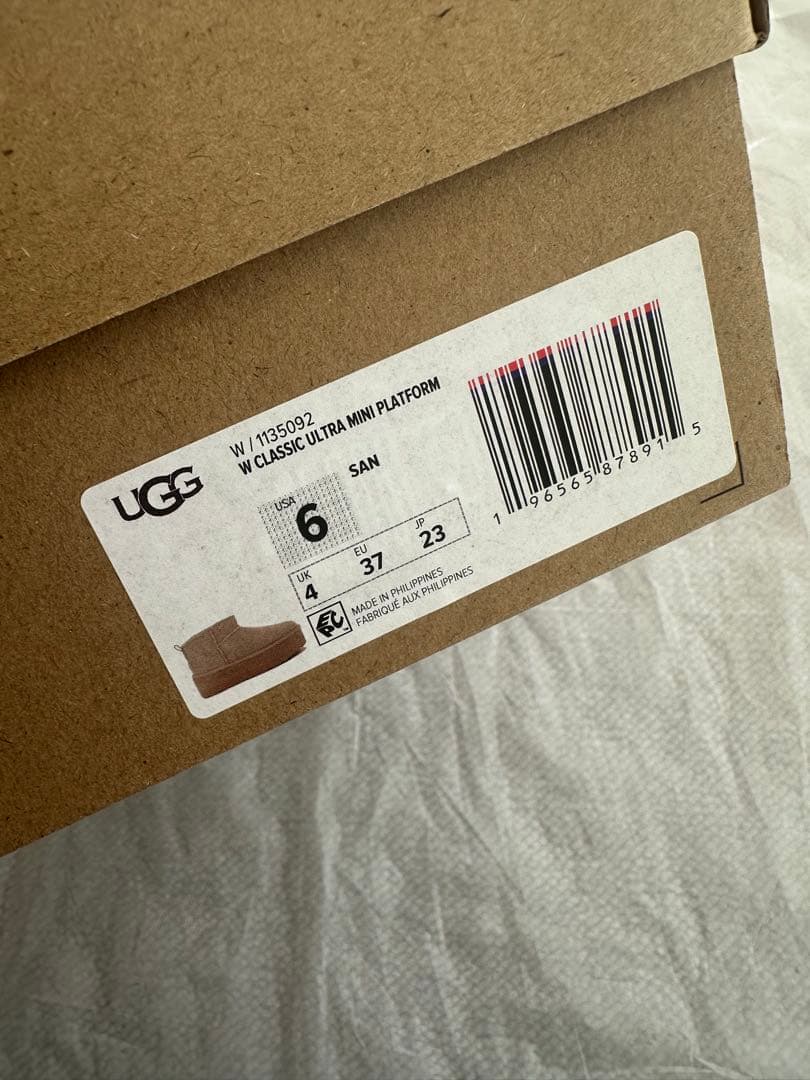 UGG
W / 1135092
W CLASSIC ULTRA MINI PLATFORM
SAN
USA
6
UK EU JP
4 37 23
EPC
MADE IN PHILIPPINES
FABRIQUÉ AUX PHILIPPINES
1 96565 87891 5